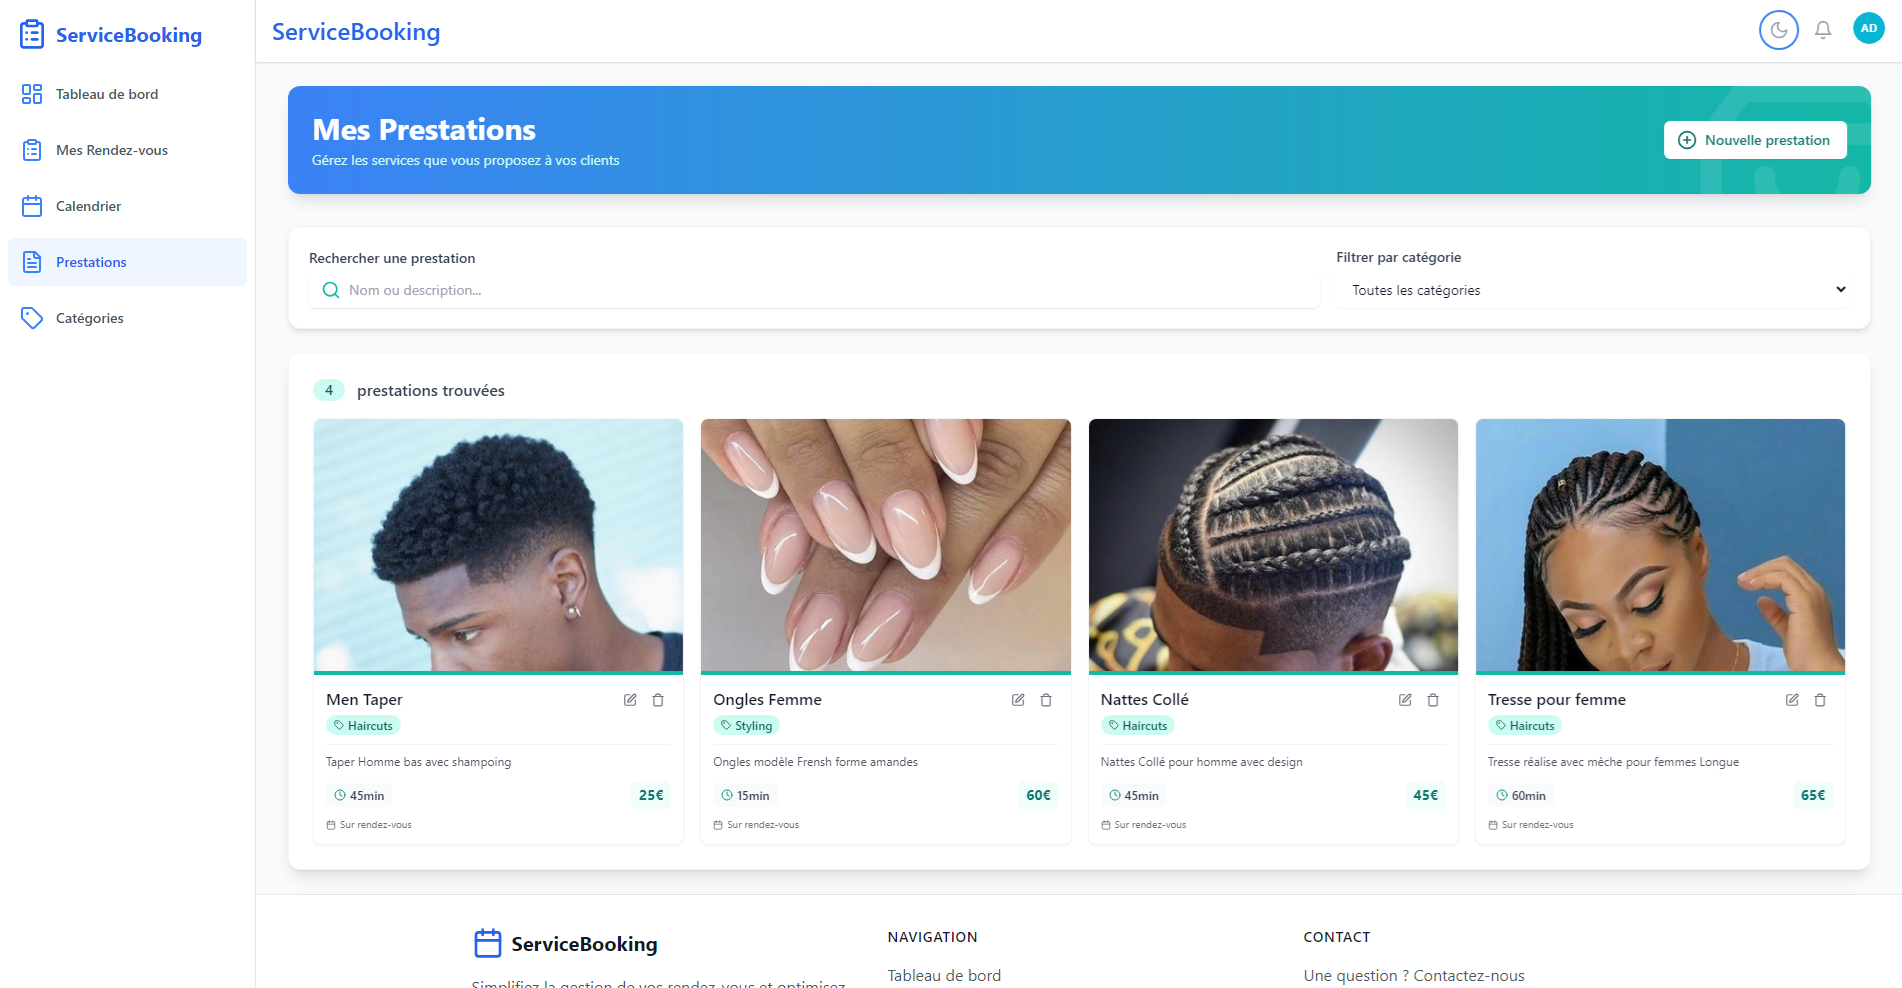 ServiceBooking
Tableau de bord
Mes Rendez-vous
Calendrier
Prestations
Catégories
ServiceBooking
AD
Mes Prestations
Gérez les services que vous proposez à vos clients
Nouvelle prestation
Rechercher une prestation
Nom ou description...
Filtrer par catégorie
Toutes les catégories
4 prestations trouvées
Men Taper
Haircuts
Taper Homme bas avec shampoing
45min 25€
Sur rendez-vous
Ongles Femme
Styling
Ongles modèle Frensh forme amandes
15min 60€
Sur rendez-vous
Nattes Collé
Haircuts
Nattes Collé pour homme avec design
45min 45€
Sur rendez-vous
Tresse pour femme
Haircuts
Tresse réalise avec mèche pour femmes Longue
60min 65€
Sur rendez-vous
ServiceBooking
Simplifiez la gestion de vos rendez-vous et optimisez
NAVIGATION
Tableau de bord
CONTACT
Une question ? Contactez-nous